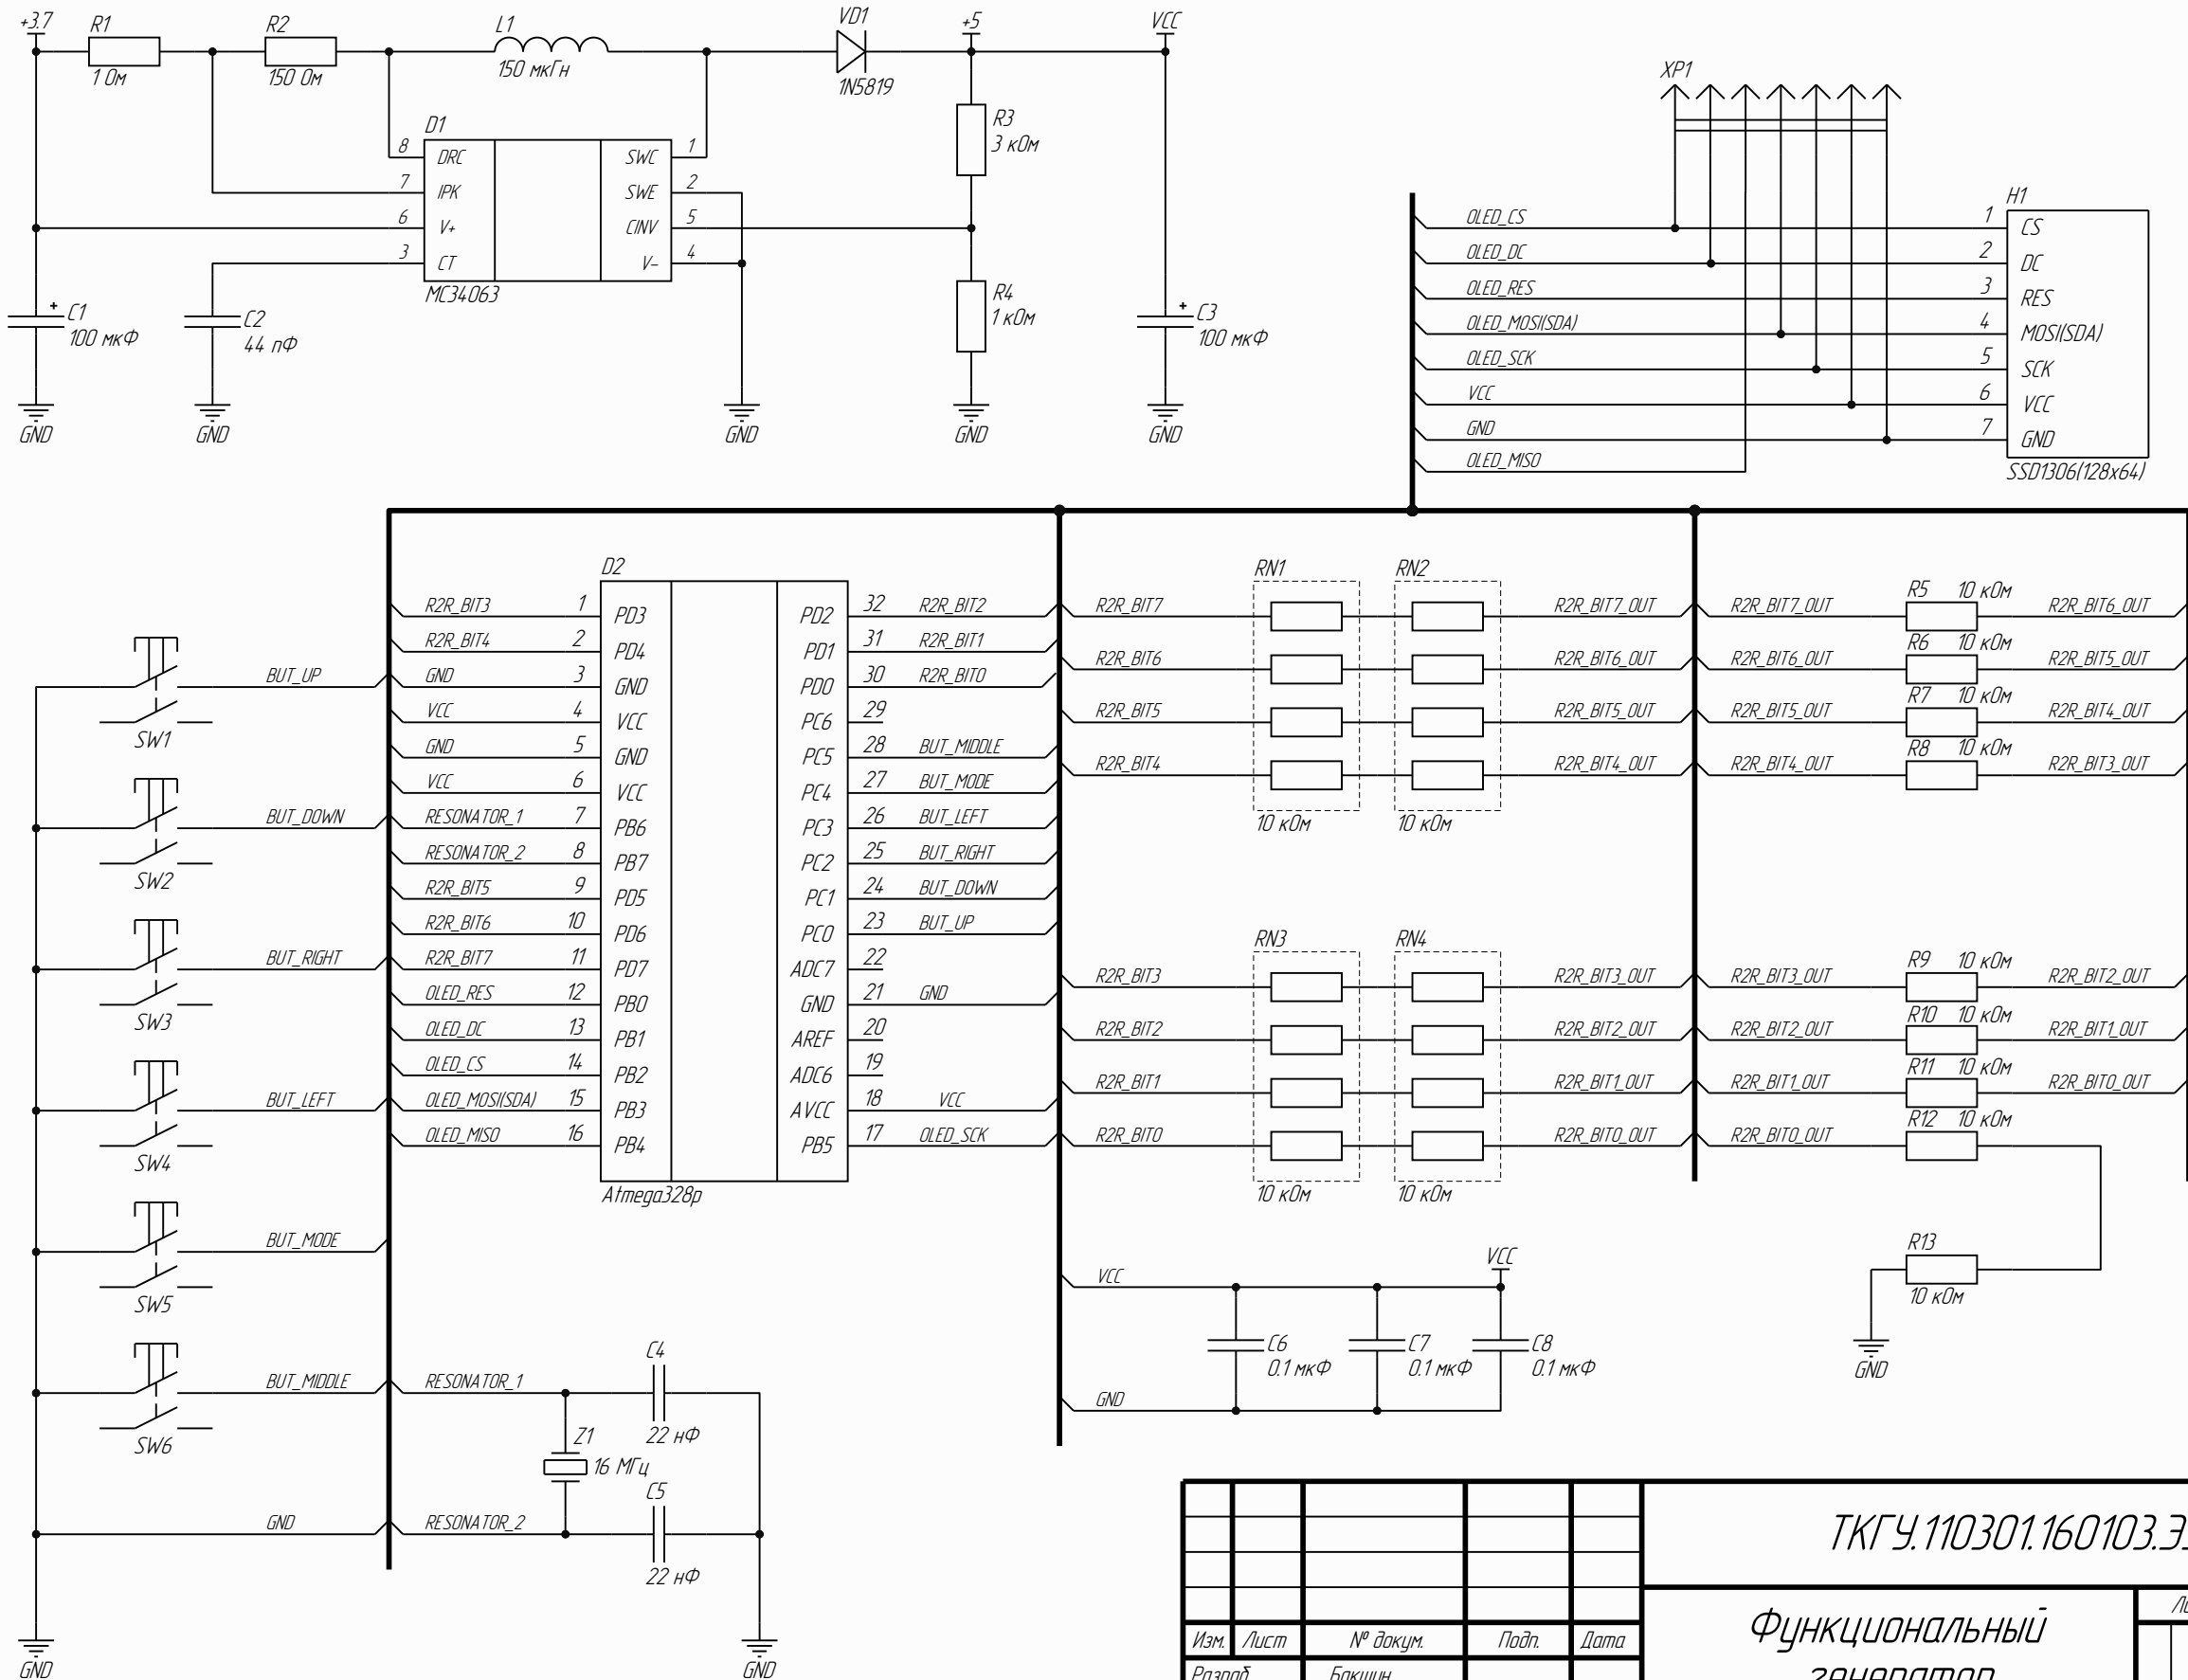 +3.7
R1
1 Ом
R2
150 Ом
L1
150 мкГн
VD1
1N5819
+5
VCC
R3
3 кОм
R4
1 кОм
D1
8 DRC SWC 1
7 IPK SWE 2
6 V+ CINV 5
3 CT V- 4
MC34063
+ C1
100 мкФ
C2
44 пФ
+ C3
100 мкФ
GND
GND
GND
GND
GND
XP1
H1
OLED_CS 1 CS
OLED_DC 2 DC
OLED_RES 3 RES
OLED_MOSI(SDA) 4 MOSI(SDA)
OLED_SCK 5 SCK
VCC 6 VCC
GND 7 GND
OLED_MISO
SSD1306(128x64)
BUT_UP
SW1
BUT_DOWN
SW2
BUT_RIGHT
SW3
BUT_LEFT
SW4
BUT_MODE
SW5
BUT_MIDDLE
SW6
GND
GND
D2
R2R_BIT3 1 PD3 PD2 32 R2R_BIT2
R2R_BIT4 2 PD4 PD1 31 R2R_BIT1
GND 3 GND PD0 30 R2R_BIT0
VCC 4 VCC PC6 29
GND 5 GND PC5 28 BUT_MIDDLE
VCC 6 VCC PC4 27 BUT_MODE
RESONATOR_1 7 PB6 PC3 26 BUT_LEFT
RESONATOR_2 8 PB7 PC2 25 BUT_RIGHT
R2R_BIT5 9 PD5 PC1 24 BUT_DOWN
R2R_BIT6 10 PD6 PC0 23 BUT_UP
R2R_BIT7 11 PD7 ADC7 22
OLED_RES 12 PB0 GND 21 GND
OLED_DC 13 PB1 AREF 20
OLED_CS 14 PB2 ADC6 19
OLED_MOSI(SDA) 15 PB3 AVCC 18 VCC
OLED_MISO 16 PB4 PB5 17 OLED_SCK
Atmega328p
RESONATOR_1
C4
22 нФ
Z1
16 МГц
C5
RESONATOR_2
22 нФ
GND
RN1 RN2
R2R_BIT7 R2R_BIT7_OUT
R2R_BIT6 R2R_BIT6_OUT
R2R_BIT5 R2R_BIT5_OUT
R2R_BIT4 R2R_BIT4_OUT
10 кОм 10 кОм
RN3 RN4
R2R_BIT3 R2R_BIT3_OUT
R2R_BIT2 R2R_BIT2_OUT
R2R_BIT1 R2R_BIT1_OUT
R2R_BIT0 R2R_BIT0_OUT
10 кОм 10 кОм
R2R_BIT7_OUT R5 10 кОм R2R_BIT6_OUT
R2R_BIT6_OUT R6 10 кОм R2R_BIT5_OUT
R2R_BIT5_OUT R7 10 кОм R2R_BIT4_OUT
R2R_BIT4_OUT R8 10 кОм R2R_BIT3_OUT
R2R_BIT3_OUT R9 10 кОм R2R_BIT2_OUT
R2R_BIT2_OUT R10 10 кОм R2R_BIT1_OUT
R2R_BIT1_OUT R11 10 кОм R2R_BIT0_OUT
R2R_BIT0_OUT R12 10 кОм
R13
10 кОм
GND
VCC
VCC
C6
0.1 мкФ
C7
0.1 мкФ
C8
0.1 мкФ
GND
ТКГУ.110301.160103.Э
Функциональный
генератор
Изм. Лист № докум. Подп. Дата
Разраб. Бакшин